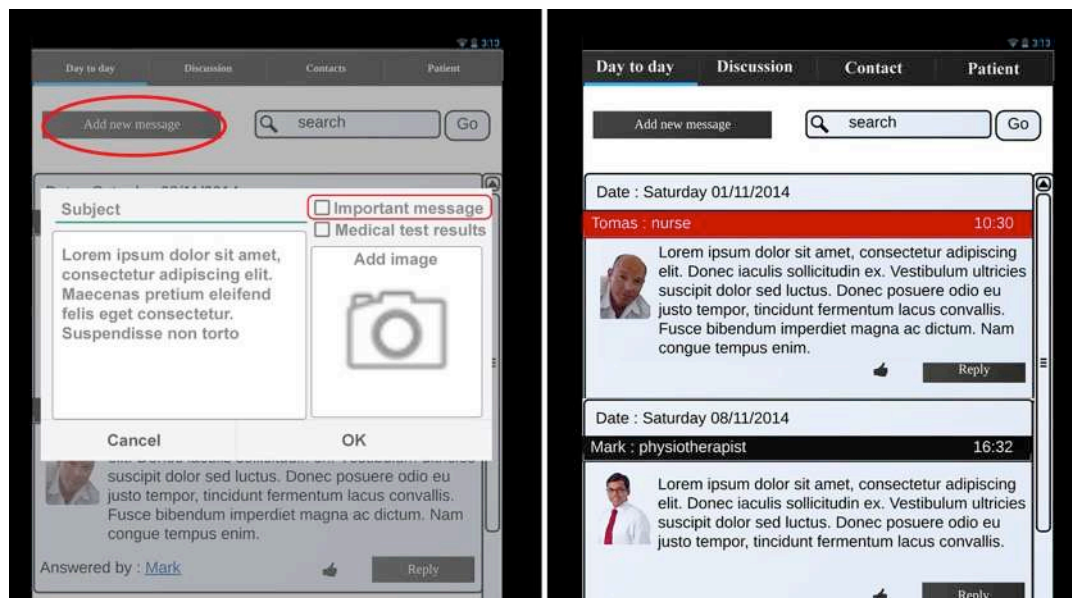 3:13
Day to day Discussion Contacts Patient
Add new message search Go
Subject
Important message
Medical test results
Lorem ipsum dolor sit amet,
consectetur adipiscing elit.
Maecenas pretium eleifend
felis eget consectetur.
Suspendisse non torto
Add image
Cancel OK
suscipit dolor sed luctus. Donec posuere odio eu
justo tempor, tincidunt fermentum lacus convallis.
Fusce bibendum imperdiet magna ac dictum. Nam
congue tempus enim.
Answered by : Mark Reply
3:13
Day to day Discussion Contact Patient
Add new message search Go
Date : Saturday 01/11/2014
Tomas : nurse 10:30
Lorem ipsum dolor sit amet, consectetur adipiscing
elit. Donec iaculis sollicitudin ex. Vestibulum ultricies
suscipit dolor sed luctus. Donec posuere odio eu
justo tempor, tincidunt fermentum lacus convallis.
Fusce bibendum imperdiet magna ac dictum. Nam
congue tempus enim.
Reply
Date : Saturday 08/11/2014
Mark : physiotherapist 16:32
Lorem ipsum dolor sit amet, consectetur adipiscing
elit. Donec iaculis sollicitudin ex. Vestibulum ultricies
suscipit dolor sed luctus. Donec posuere odio eu
justo tempor, tincidunt fermentum lacus convallis.
Reply